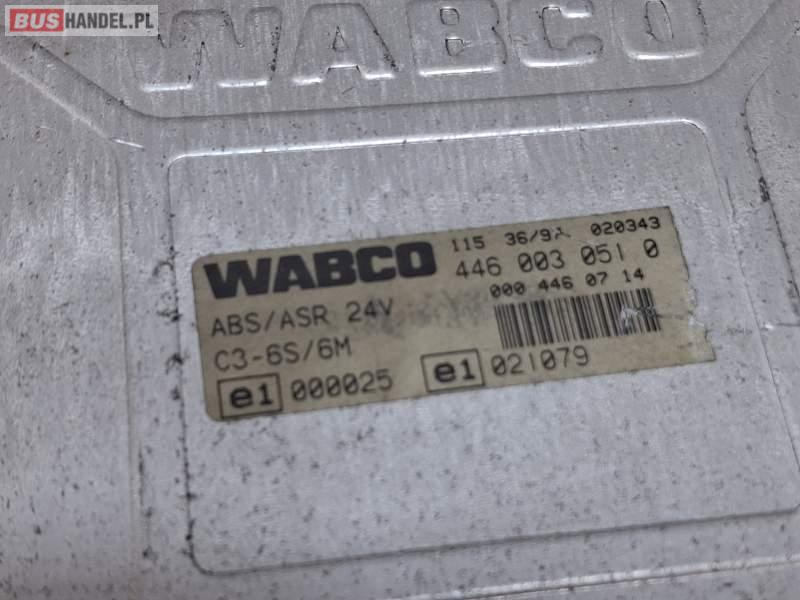 BUSHANDEL.PL
WABCO
115 36/9 020343
WABCO 446 003 051 0
000 446 07 14
ABS/ASR 24V
C3-6S/6M
e1 000025 e1 021079